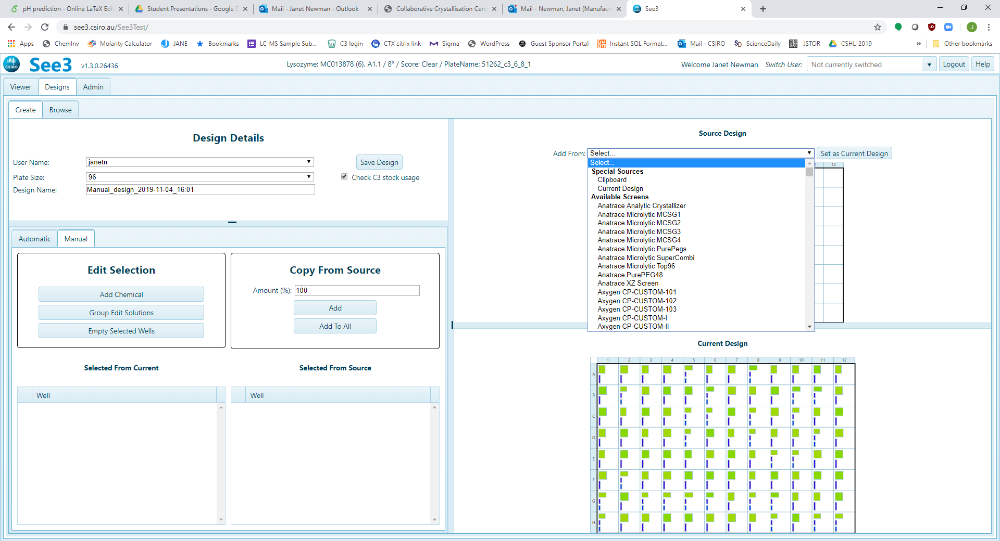 pH prediction - Online LaTeX Edi
Student Presentations - Google D
Mail - Janet Newman - Outlook
Collaborative Crystallisation Cent
Mail - Newman, Janet (Manufact
See3
see3.csiro.au/See3Test/
Apps
ChemInv
Molarity Calculator
JANE
Bookmarks
LC-MS Sample Sub...
C3 login
CTX citrix link
Sigma
WordPress
Guest Sponsor Portal
Instant SQL Format...
Mail - CSIRO
ScienceDaily
JSTOR
CSHL-2019
»
Other bookmarks
CSIRO
See3 v1.3.0.26436
Lysozyme: MC013878 (6), A1.1 / 8° / Score: Clear / PlateName: 51262_c3_6_8_1
Welcome Janet Newman Switch User: Not currently switched
Logout
Help
Viewer
Designs
Admin
Create
Browse
Design Details
User Name: janetn
Save Design
Plate Size: 96
Check C3 stock usage
Design Name: Manual_design_2019-11-04_16:01
Automatic
Manual
Edit Selection
Add Chemical
Group Edit Solutions
Empty Selected Wells
Copy From Source
Amount (%): 100
Add
Add To All
Selected From Current
Well
Selected From Source
Well
Source Design
Add From: Select...
Set as Current Design
Select...
Special Sources
Clipboard
Current Design
Available Screens
Anatrace Analytic Crystallizer
Anatrace Microlytic MCSG1
Anatrace Microlytic MCSG2
Anatrace Microlytic MCSG3
Anatrace Microlytic MCSG4
Anatrace Microlytic PurePegs
Anatrace Microlytic SuperCombi
Anatrace Microlytic Top96
Anatrace PurePEG48
Anatrace XZ Screen
Axygen CP-CUSTOM-101
Axygen CP-CUSTOM-102
Axygen CP-CUSTOM-103
Axygen CP-CUSTOM-I
Axygen CP-CUSTOM-II
12
Current Design
1 2 3 4 5 6 7 8 9 10 11 12
A
B
C
D
E
F
G
H